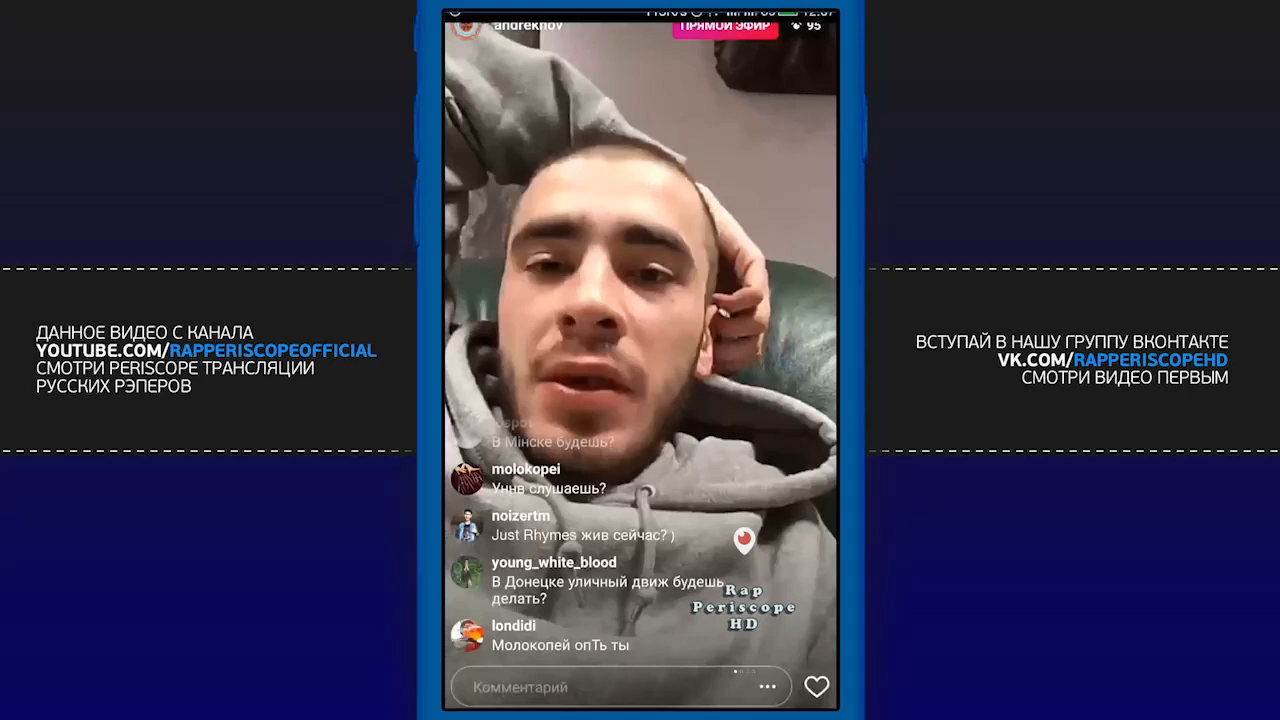 andreknov
ПРЯМОЙ ЭФИР
95
ДАННОЕ ВИДЕО С КАНАЛА
YOUTUBE.COM/RAPPERISCOPEOFFICIAL
СМОТРИ PERISCOPE ТРАНСЛЯЦИИ
РУССКИХ РЭПЕРОВ
ВСТУПАЙ В НАШУ ГРУППУ ВКОНТАКТЕ
VK.COM/RAPPERISCOPEHD
СМОТРИ ВИДЕО ПЕРВЫМ
В Мінске будешь?
molokopei
Уннв слушаешь?
noizertm
Just Rhymes жив сейчас? )
young_white_blood
В Донецке уличный движ будешь
делать?
londidi
Молокопей опТь ты
Rap
Periscope
HD
Комментарий